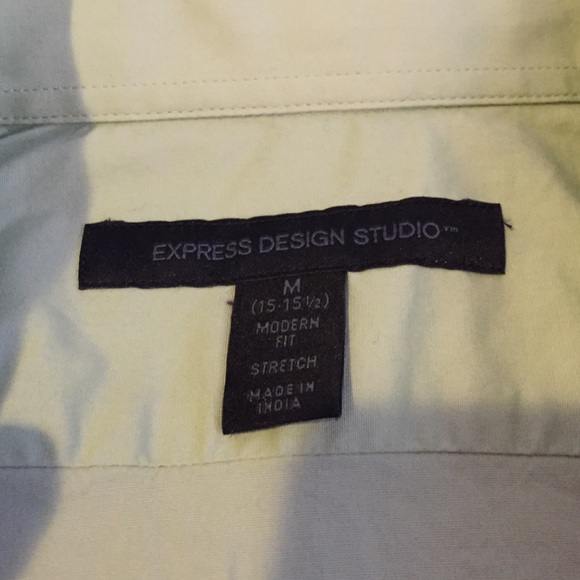 EXPRESS DESIGN STUDIO™
M
(15-15½)
MODERN
FIT
STRETCH
MADE IN
INDIA